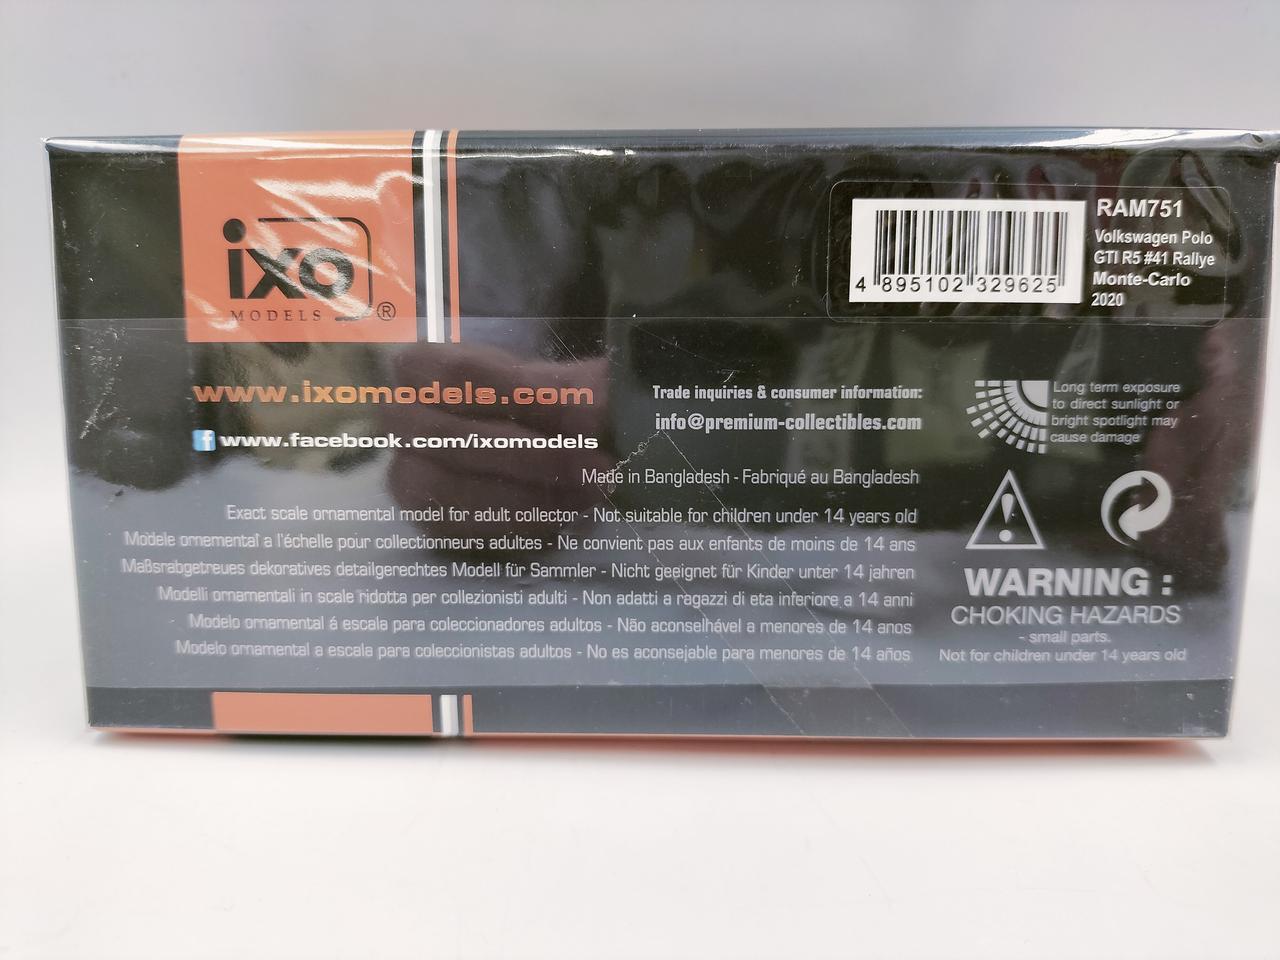 ixo
MODELS ®
4 895102 329625
RAM751
Volkswagen Polo
GTI R5 #41 Rallye
Monte-Carlo
2020
www.ixomodels.com
f www.facebook.com/ixomodels
Trade inquiries & consumer information:
info@premium-collectibles.com
Long term exposure
to direct sunlight or
bright spotlight may
cause damage
Made in Bangladesh - Fabriqué au Bangladesh
Exact scale ornamental model for adult collector - Not suitable for children under 14 years old
Modele ornemental a l'échelle pour collectionneurs adultes - Ne convient pas aux enfants de moins de 14 ans
Maßsrabgetreues dekoratives detailgerechtes Modell für Sammler - Nicht geeignet für Kinder unter 14 jahren
Modelli ornamentali in scale ridotta per collezionisti adulti - Non adatti a ragazzi di eta inferiore a 14 anni
Modelo ornamental á escala para coleccionadores adultos - Não aconselhável a menores de 14 anos
Modelo ornamental a escala para coleccionistas adultos - No es aconsejable para menores de 14 años
WARNING :
CHOKING HAZARDS
- small parts.
Not for children under 14 years old